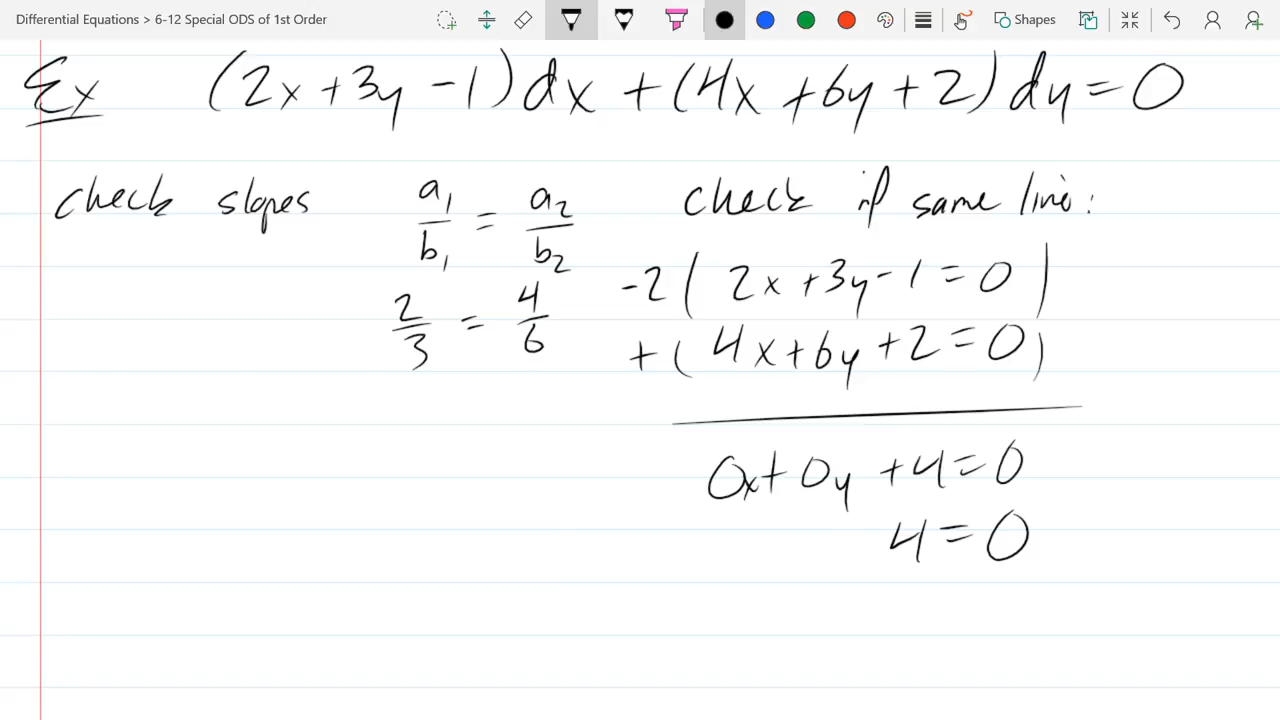 Differential Equations > 6-12 Special ODS of 1st Order
Shapes
Ex (2x+3y-1)dx+(4x+6y+2)dy=0
check slopes a₁/b₁ = a₂/b₂
2/3 = 4/6
check if same line:
-2(2x+3y-1=0)
+(4x+6y+2=0)
0x+0y+4=0
4=0